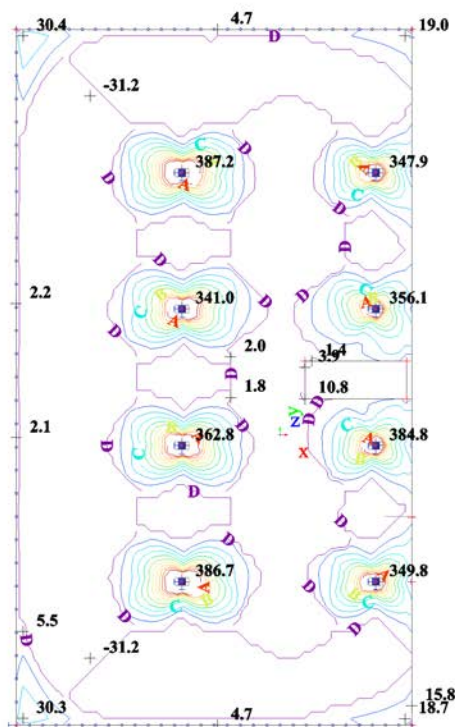 30.4 4.7 19.0
D
-31.2
C C
387.2 347.9
D D
A A
C
D D
D D
2.2 341.0 356.1
C
A A
D D
C
2.0 1.4
3.9
D
1.8 10.8
D
D
2.1 362.8 384.8
y
z
x
D C C
A
D D
D
386.7 349.8
D D
A
C C
5.5
D D D
D
-31.2
30.3 4.7 15.8
18.7